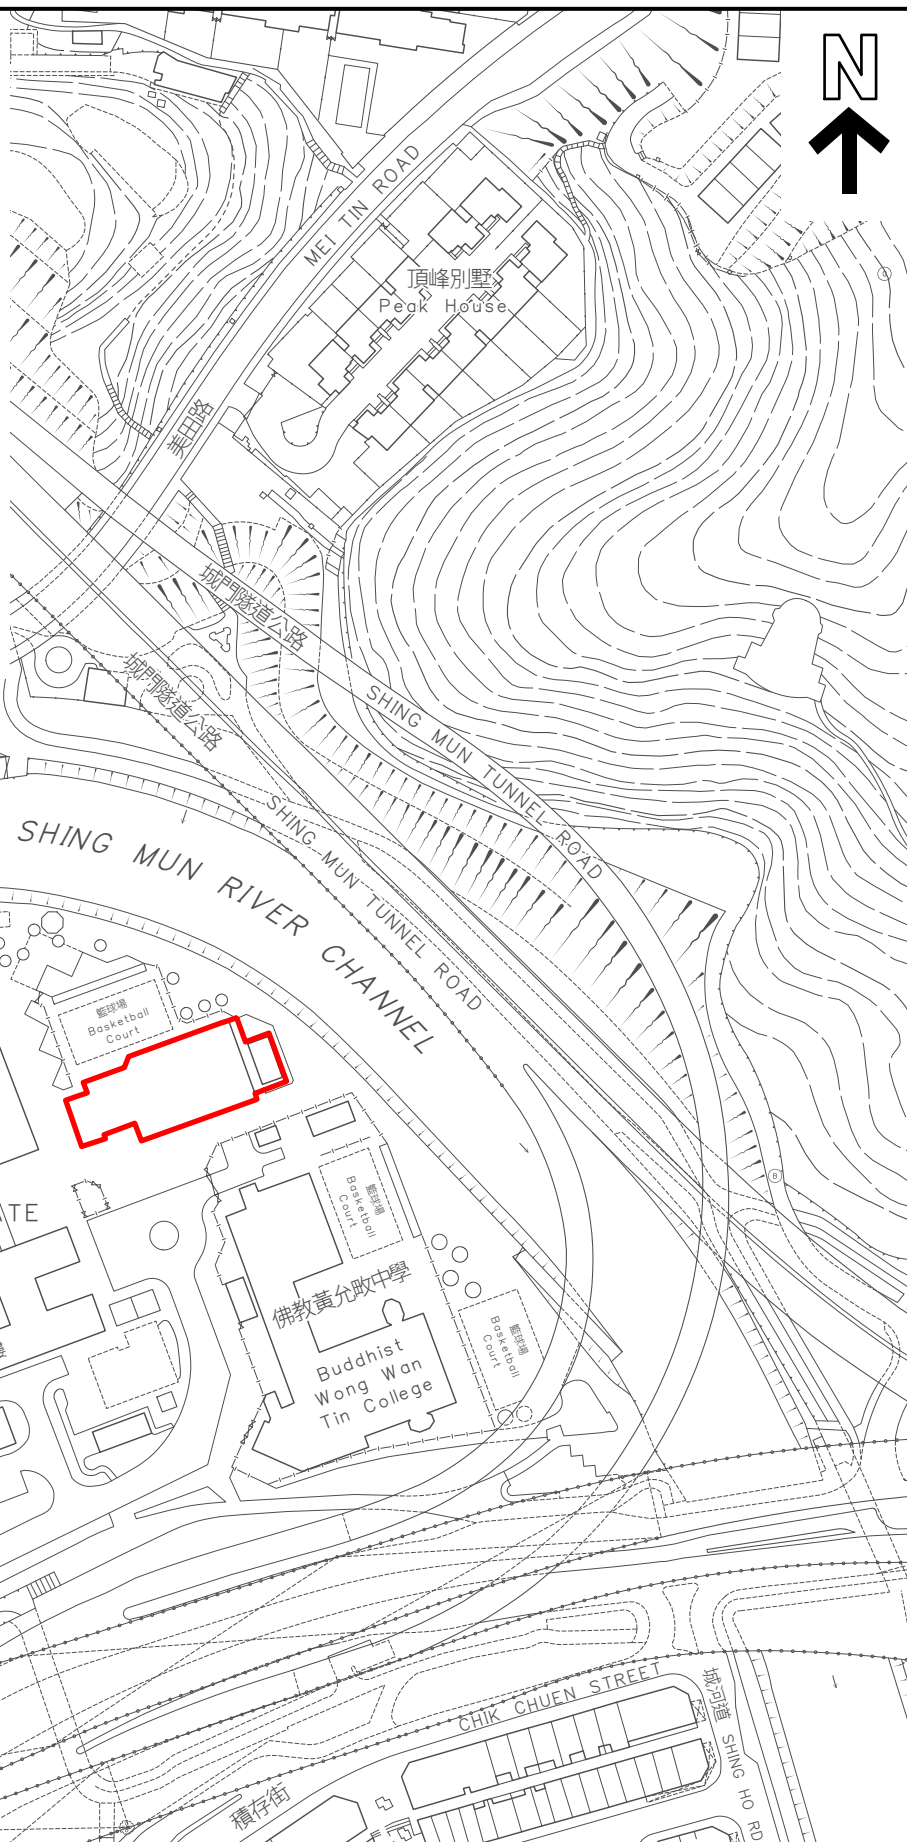 N
MEI TIN ROAD
頂峰別墅
Peak House
美田路
城門隧道公路
城門隧道公路
SHING MUN TUNNEL ROAD
SHING MUN TUNNEL ROAD
SHING MUN RIVER CHANNEL
籃球場
Basketball
Court
籃球場
Basketball
Court
TE
佛教黃允畋中學
Buddhist
Wong Wan
Tin College
籃球場
Basketball
Court
B
CHIK CHUEN STREET
積存街
城河道 SHING HO RD